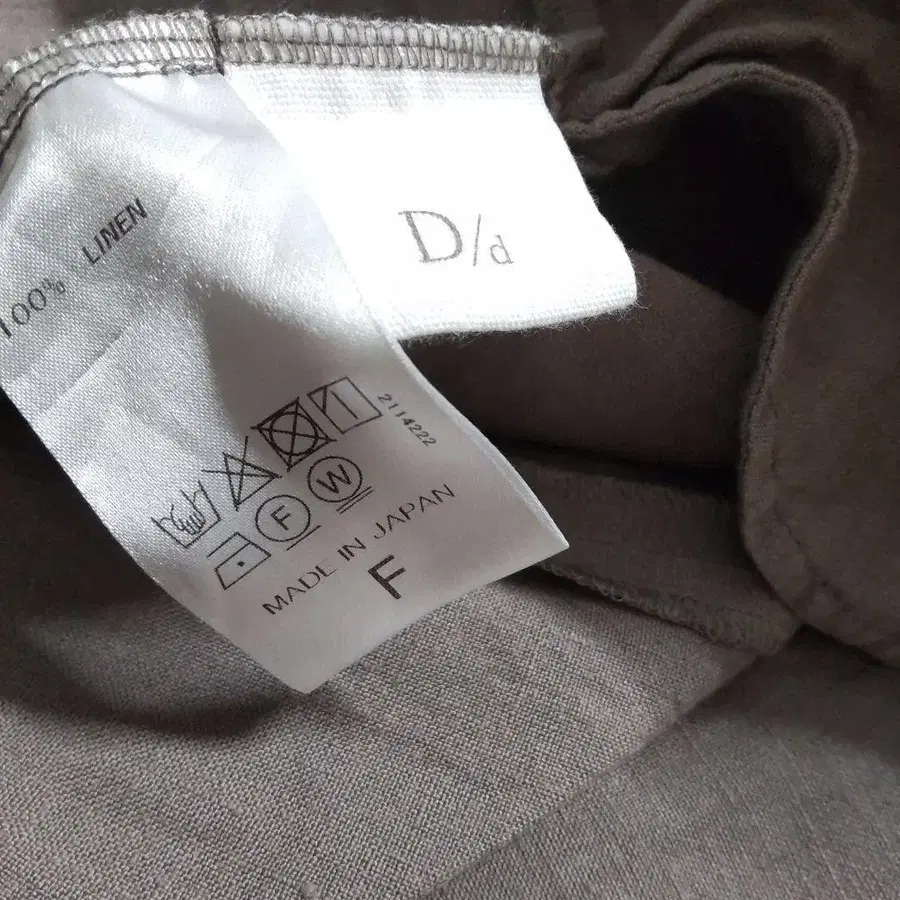 D/d
100% LINEN
2114222
F
W
MADE IN JAPAN
F